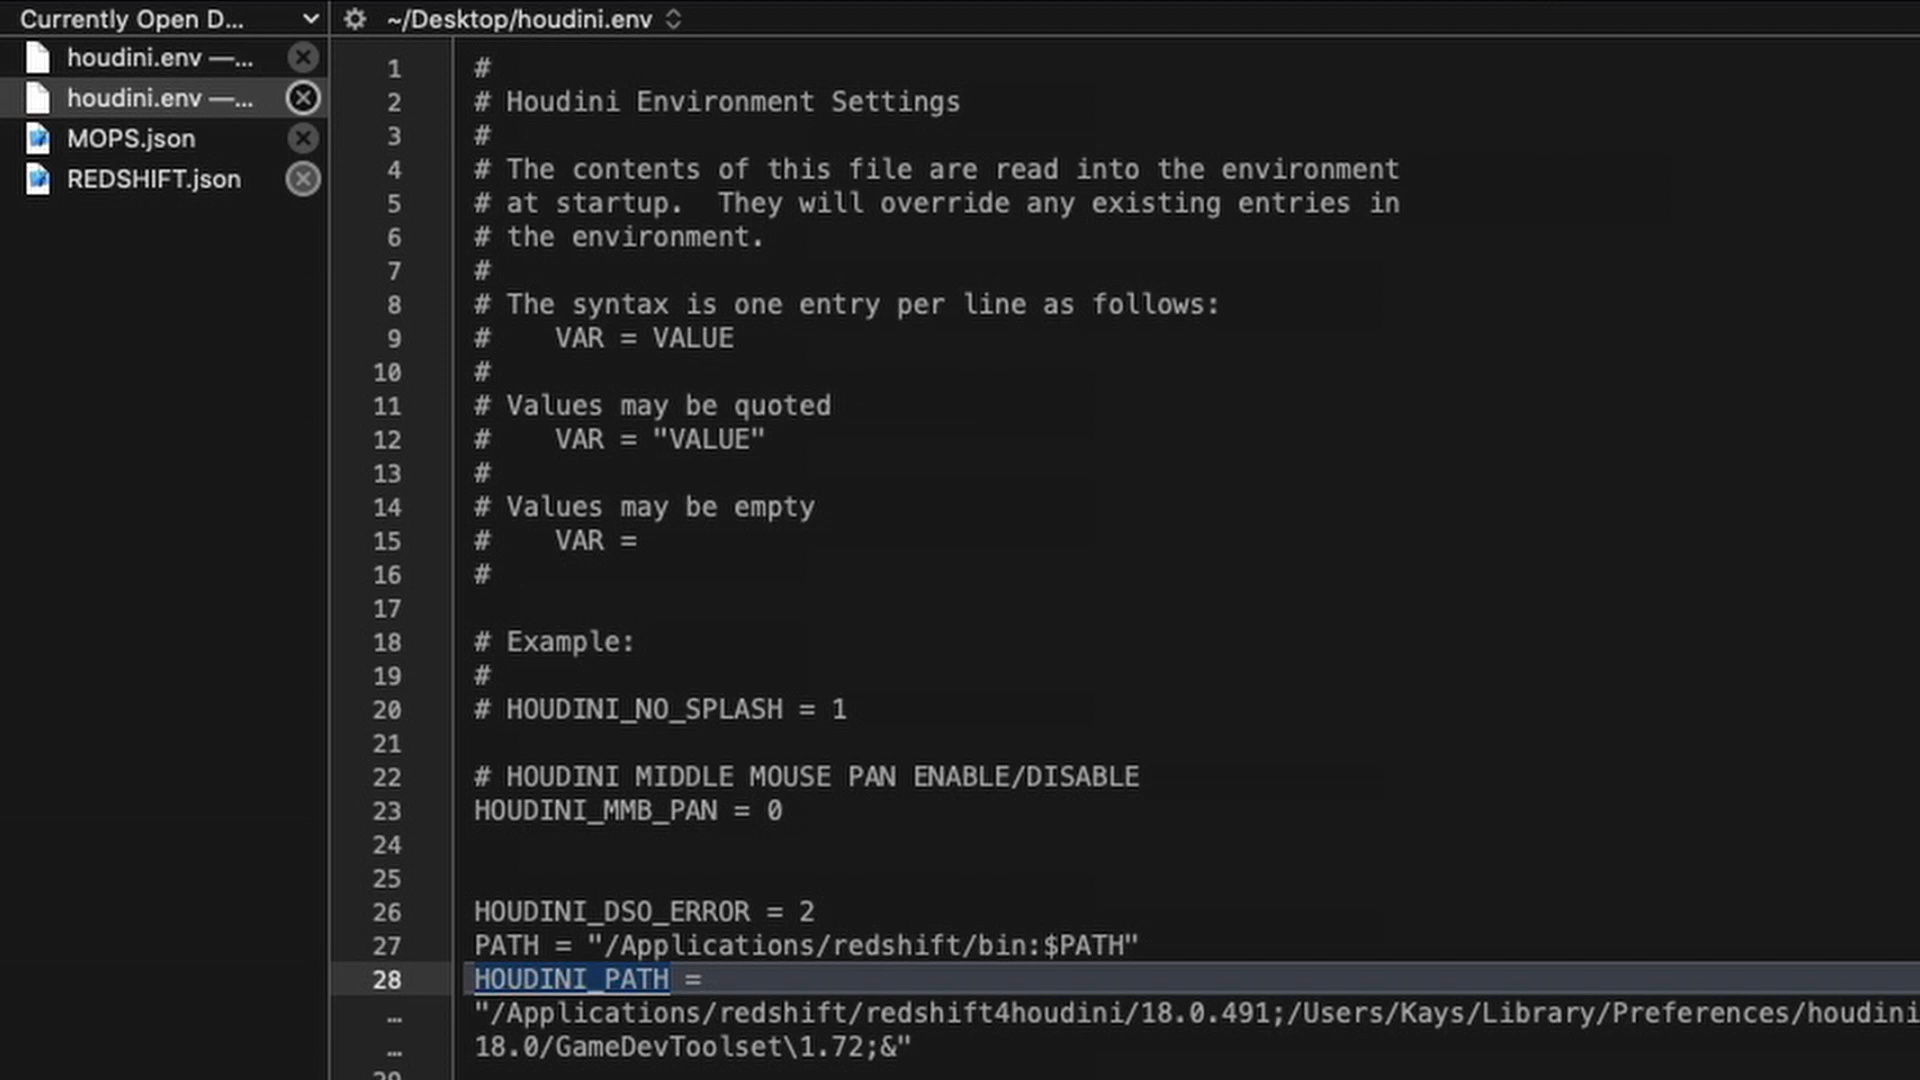 Currently Open D...
~/Desktop/houdini.env
houdini.env —...
houdini.env —...
MOPS.json
REDSHIFT.json
1 #
2 # Houdini Environment Settings
3 #
4 # The contents of this file are read into the environment
5 # at startup.  They will override any existing entries in
6 # the environment.
7 #
8 # The syntax is one entry per line as follows:
9 #    VAR = VALUE
10 #
11 # Values may be quoted
12 #    VAR = "VALUE"
13 #
14 # Values may be empty
15 #    VAR =
16 #
17
18 # Example:
19 #
20 # HOUDINI_NO_SPLASH = 1
21
22 # HOUDINI MIDDLE MOUSE PAN ENABLE/DISABLE
23 HOUDINI_MMB_PAN = 0
24
25
26 HOUDINI_DSO_ERROR = 2
27 PATH = "/Applications/redshift/bin:$PATH"
28 HOUDINI_PATH =
… "/Applications/redshift/redshift4houdini/18.0.491;/Users/Kays/Library/Preferences/houdini
… 18.0/GameDevToolset\1.72;&"
29